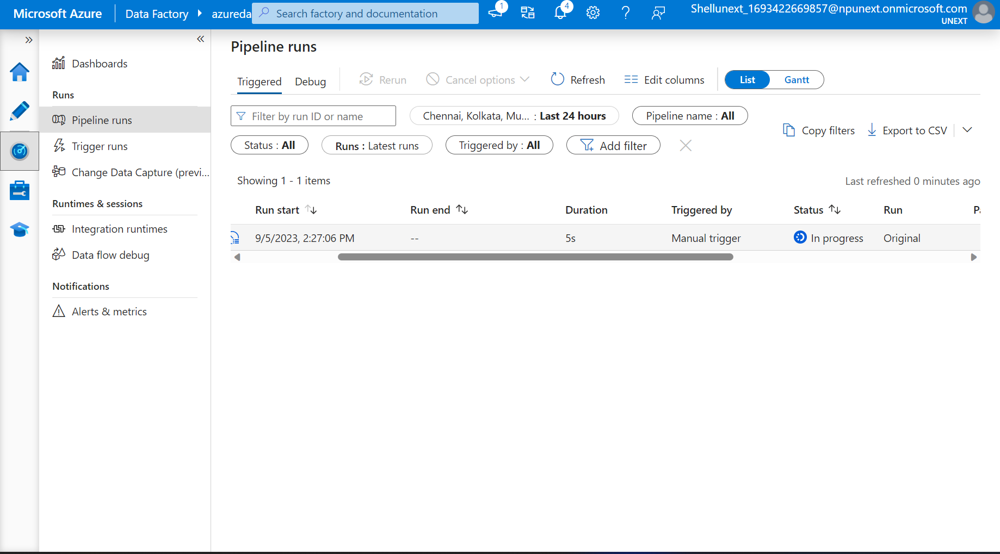 Microsoft Azure
Data Factory
azureda
Search factory and documentation
1
4
Shellunext_1693422669857@npunext.onmicrosoft.com
UNEXT
Dashboards
Runs
Pipeline runs
Trigger runs
Change Data Capture (previ...
Runtimes & sessions
Integration runtimes
Data flow debug
Notifications
Alerts & metrics
Pipeline runs
Triggered Debug Rerun Cancel options Refresh Edit columns List Gantt
Filter by run ID or name Chennai, Kolkata, Mu... : Last 24 hours Pipeline name : All
Copy filters Export to CSV
Status : All Runs : Latest runs Triggered by : All Add filter
Showing 1 - 1 items Last refreshed 0 minutes ago
Run start Run end Duration Triggered by Status Run
9/5/2023, 2:27:06 PM -- 5s Manual trigger In progress Original